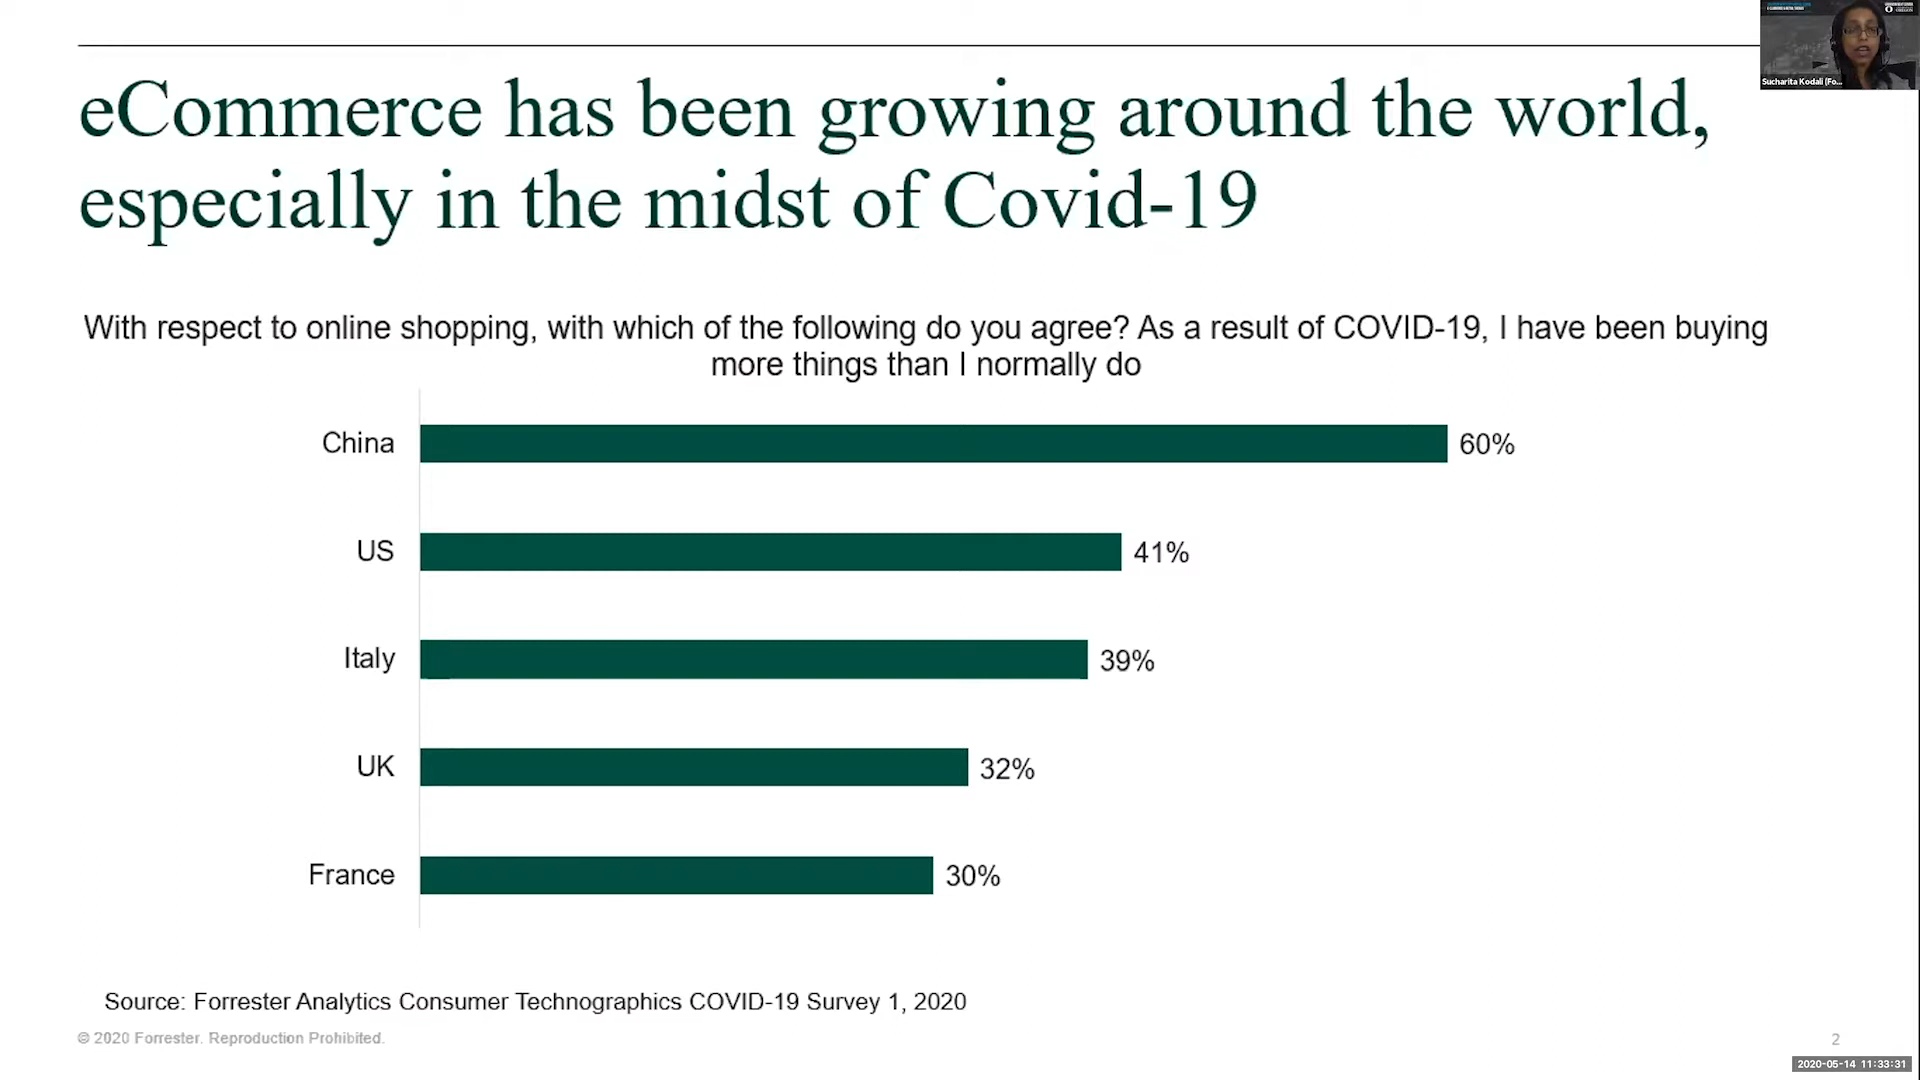 eCommerce has been growing around the world,
especially in the midst of Covid-19
Sucharita Kodali (Fo...
With respect to online shopping, with which of the following do you agree? As a result of COVID-19, I have been buying
more things than I normally do
China 60%
US 41%
Italy 39%
UK 32%
France 30%
Source: Forrester Analytics Consumer Technographics COVID-19 Survey 1, 2020
© 2020 Forrester. Reproduction Prohibited.
2
2020-05-14 11:33:31